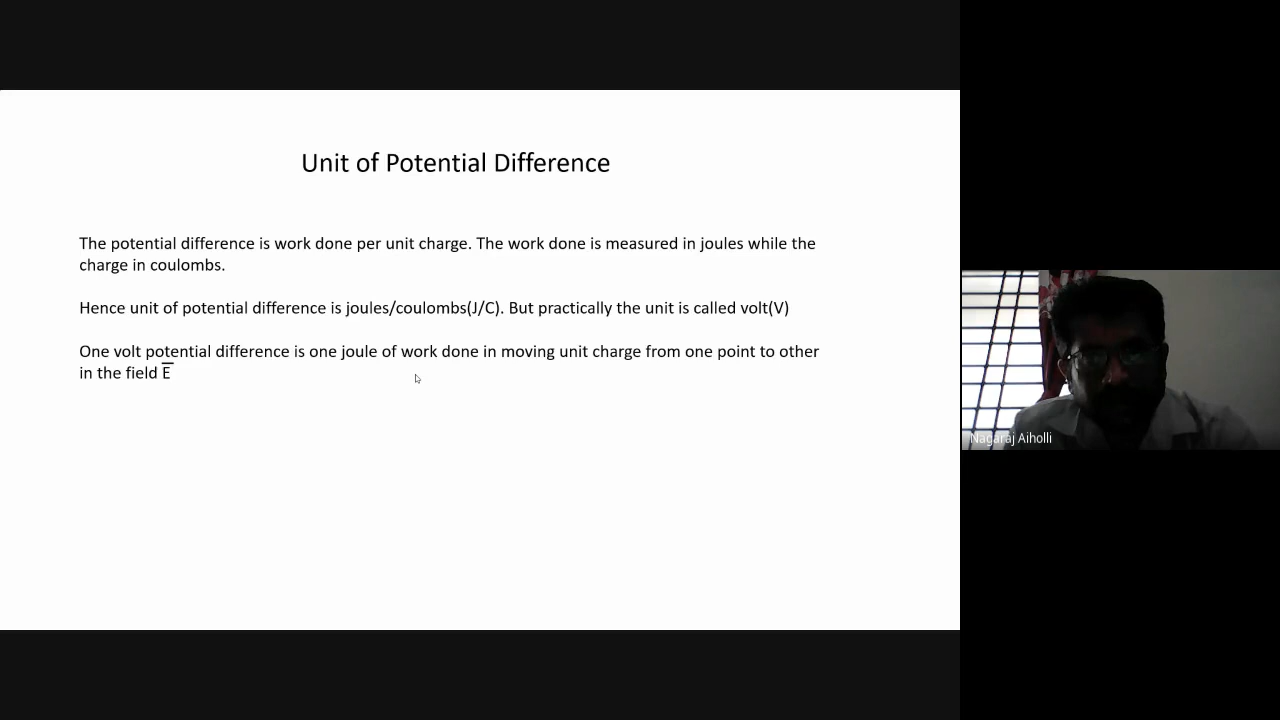 Unit of Potential Difference
The potential difference is work done per unit charge. The work done is measured in joules while the
charge in coulombs.
Hence unit of potential difference is joules/coulombs(J/C). But practically the unit is called volt(V)
One volt potential difference is one joule of work done in moving unit charge from one point to other
in the field E̅
Nagaraj Aiholli